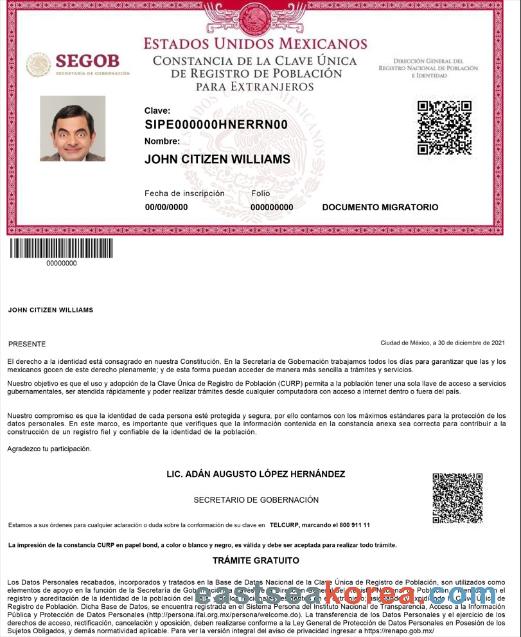 ESTADOS UNIDOS MEXICANOS
SEGOB
SECRETARÍA DE GOBERNACIÓN
CONSTANCIA DE LA CLAVE ÚNICA
DE REGISTRO DE POBLACIÓN
PARA EXTRANJEROS
DIRECCIÓN GENERAL DEL
REGISTRO NACIONAL DE POBLACIÓN
E IDENTIDAD
Clave:
SIPE000000HNERRN00
Nombre:
JOHN CITIZEN WILLIAMS
Fecha de inscripción Folio
00/00/0000 000000000 DOCUMENTO MIGRATORIO
00000000
JOHN CITIZEN WILLIAMS
PRESENTE
Ciudad de México, a 30 de diciembre de 2021
El derecho a la identidad está consagrado en nuestra Constitución. En la Secretaría de Gobernación trabajamos todos los días para garantizar que las y los
mexicanos gocen de este derecho plenamente; y de esta forma puedan acceder de manera más sencilla a trámites y servicios.
Nuestro objetivo es que el uso y adopción de la Clave Única de Registro de Población (CURP) permita a la población tener una sola llave de acceso a servicios
gubernamentales, ser atendida rápidamente y poder realizar trámites desde cualquier computadora con acceso a internet dentro o fuera del país.
Nuestro compromiso es que la identidad de cada persona esté protegida y segura, por ello contamos con los máximos estándares para la protección de los
datos personales. En este marco, es importante que verifiques que la información contenida en la constancia anexa sea correcta para contribuir a la
construcción de un registro fiel y confiable de la identidad de la población.
Agradezco tu participación.
LIC. ADÁN AUGUSTO LÓPEZ HERNÁNDEZ
SECRETARIO DE GOBERNACIÓN
Estamos a sus órdenes para cualquier aclaración o duda sobre la conformación de su clave en TELCURP, marcando el 800 911 11
La impresión de la constancia CURP en papel bond, a color o blanco y negro, es válida y debe ser aceptada para realizar todo trámite.
TRÁMITE GRATUITO
Los Datos Personales recabados, incorporados y tratados en la Base de Datos Nacional de la Clave Única de Registro de Población, son utilizados como
elementos de apoyo en la función de la Secretaría de
eastseakorea.com
registro y acreditación de la identidad de la población del
Registro de Población. Dicha Base de Datos, se encuentra registrada en el Sistema Persona del Instituto Nacional de Transparencia, Acceso a la Información
Pública y Protección de Datos Personales (http://persona.ifai.org.mx/persona/welcome.do). La transferencia de los Datos Personales y el ejercicio de los
derechos de acceso, rectificación, cancelación y oposición, deben realizarse conforme a la Ley General de Protección de Datos Personales en Posesión de los
Sujetos Obligados, y demás normatividad aplicable. Para ver la versión integral del aviso de privacidad ingresar a https://renapo.gob.mx/